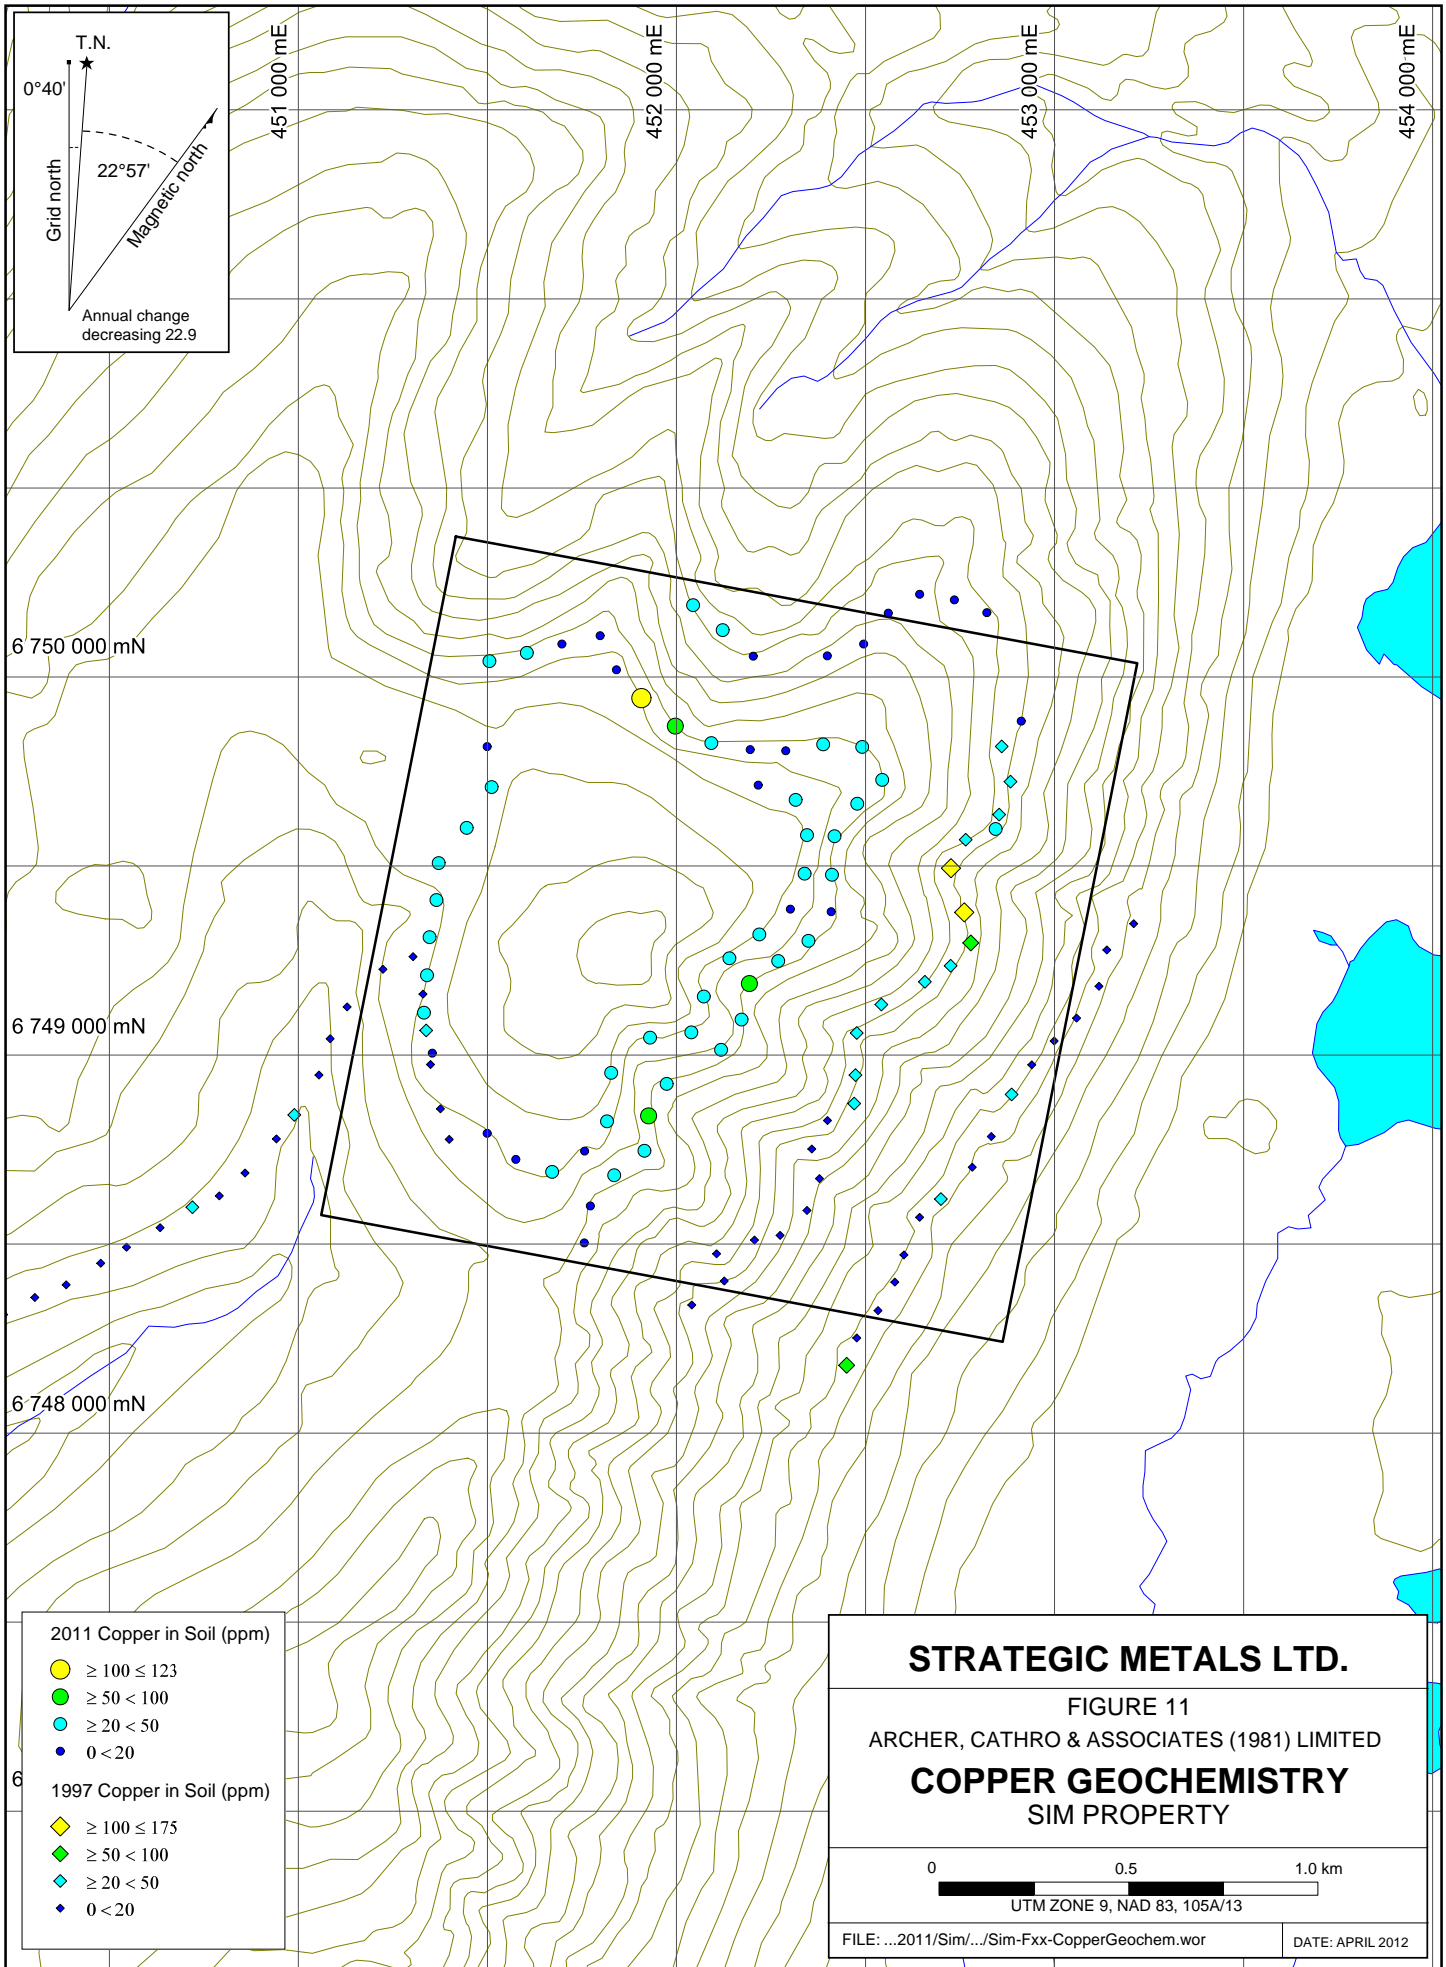 T.N.
0°40'
22°57'
Grid north
Magnetic north
Annual change
decreasing 22.9
451 000 mE
452 000 mE
453 000 mE
454 000 mE
6 750 000 mN
6 749 000 mN
6 748 000 mN
6
2011 Copper in Soil (ppm)
≥ 100 ≤ 123
≥ 50 < 100
≥ 20 < 50
0 < 20
1997 Copper in Soil (ppm)
≥ 100 ≤ 175
≥ 50 < 100
≥ 20 < 50
0 < 20
STRATEGIC METALS LTD.
FIGURE 11
ARCHER, CATHRO & ASSOCIATES (1981) LIMITED
COPPER GEOCHEMISTRY
SIM PROPERTY
0 0.5 1.0 km
UTM ZONE 9, NAD 83, 105A/13
FILE: ...2011/Sim/.../Sim-Fxx-CopperGeochem.wor
DATE: APRIL 2012